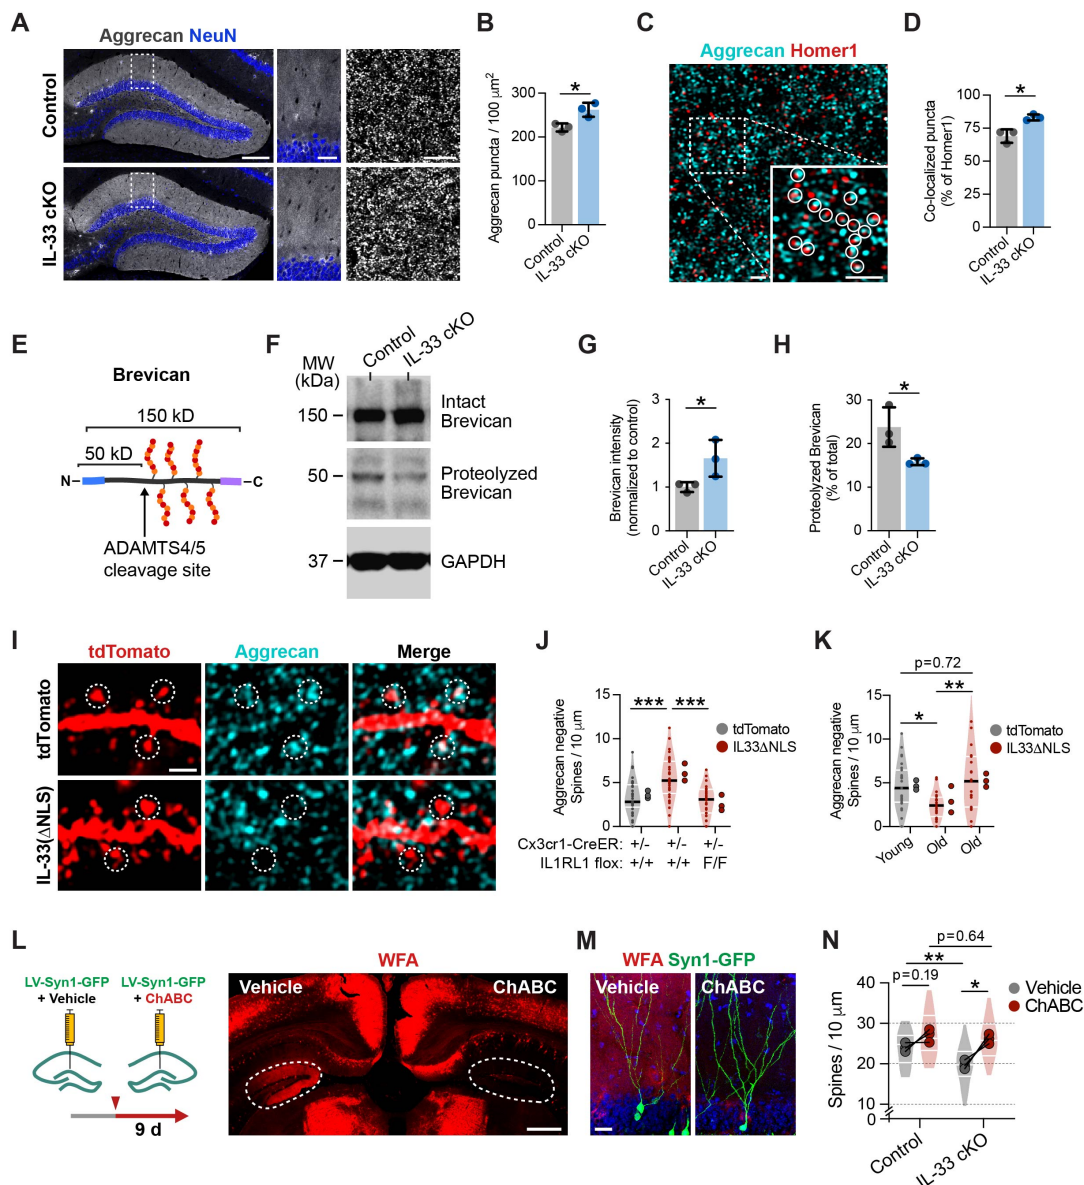 A
Aggrecan NeuN
Control
IL-33 cKO
B
Aggrecan puncta / 100 μm²
300
200
100
0
*
Control
IL-33 cKO
C
Aggrecan Homer1
D
Co-localized puncta
(% of Homer1)
100
75
50
25
0
*
Control
IL-33 cKO
E
Brevican
150 kD
50 kD
N
C
ADAMTS4/5
cleavage site
F
MW
(kDa)
Control
IL-33 cKO
150
Intact
Brevican
50
Proteolyzed
Brevican
37
GAPDH
G
Brevican intensity
(normalized to control)
3
2
1
0
*
Control
IL-33 cKO
H
Proteolyzed Brevican
(% of total)
30
20
10
0
*
Control
IL-33 cKO
I
tdTomato
Aggrecan
Merge
tdTomato
IL-33(ΔNLS)
J
Aggrecan negative
Spines / 10 μm
15
10
5
0
***
***
tdTomato
IL33ΔNLS
Cx3cr1-CreER: +/- +/- +/-
IL1RL1 flox: +/+ +/+ F/F
K
Aggrecan negative
Spines / 10 μm
15
10
5
0
p=0.72
*
**
tdTomato
IL33ΔNLS
Young
Old
Old
L
LV-Syn1-GFP
+ Vehicle
LV-Syn1-GFP
+ ChABC
9 d
WFA
Vehicle
ChABC
M
WFA Syn1-GFP
Vehicle
ChABC
N
Spines / 10 μm
40
30
20
10
0
p=0.64
**
p=0.19
*
Vehicle
ChABC
Control
IL-33 cKO